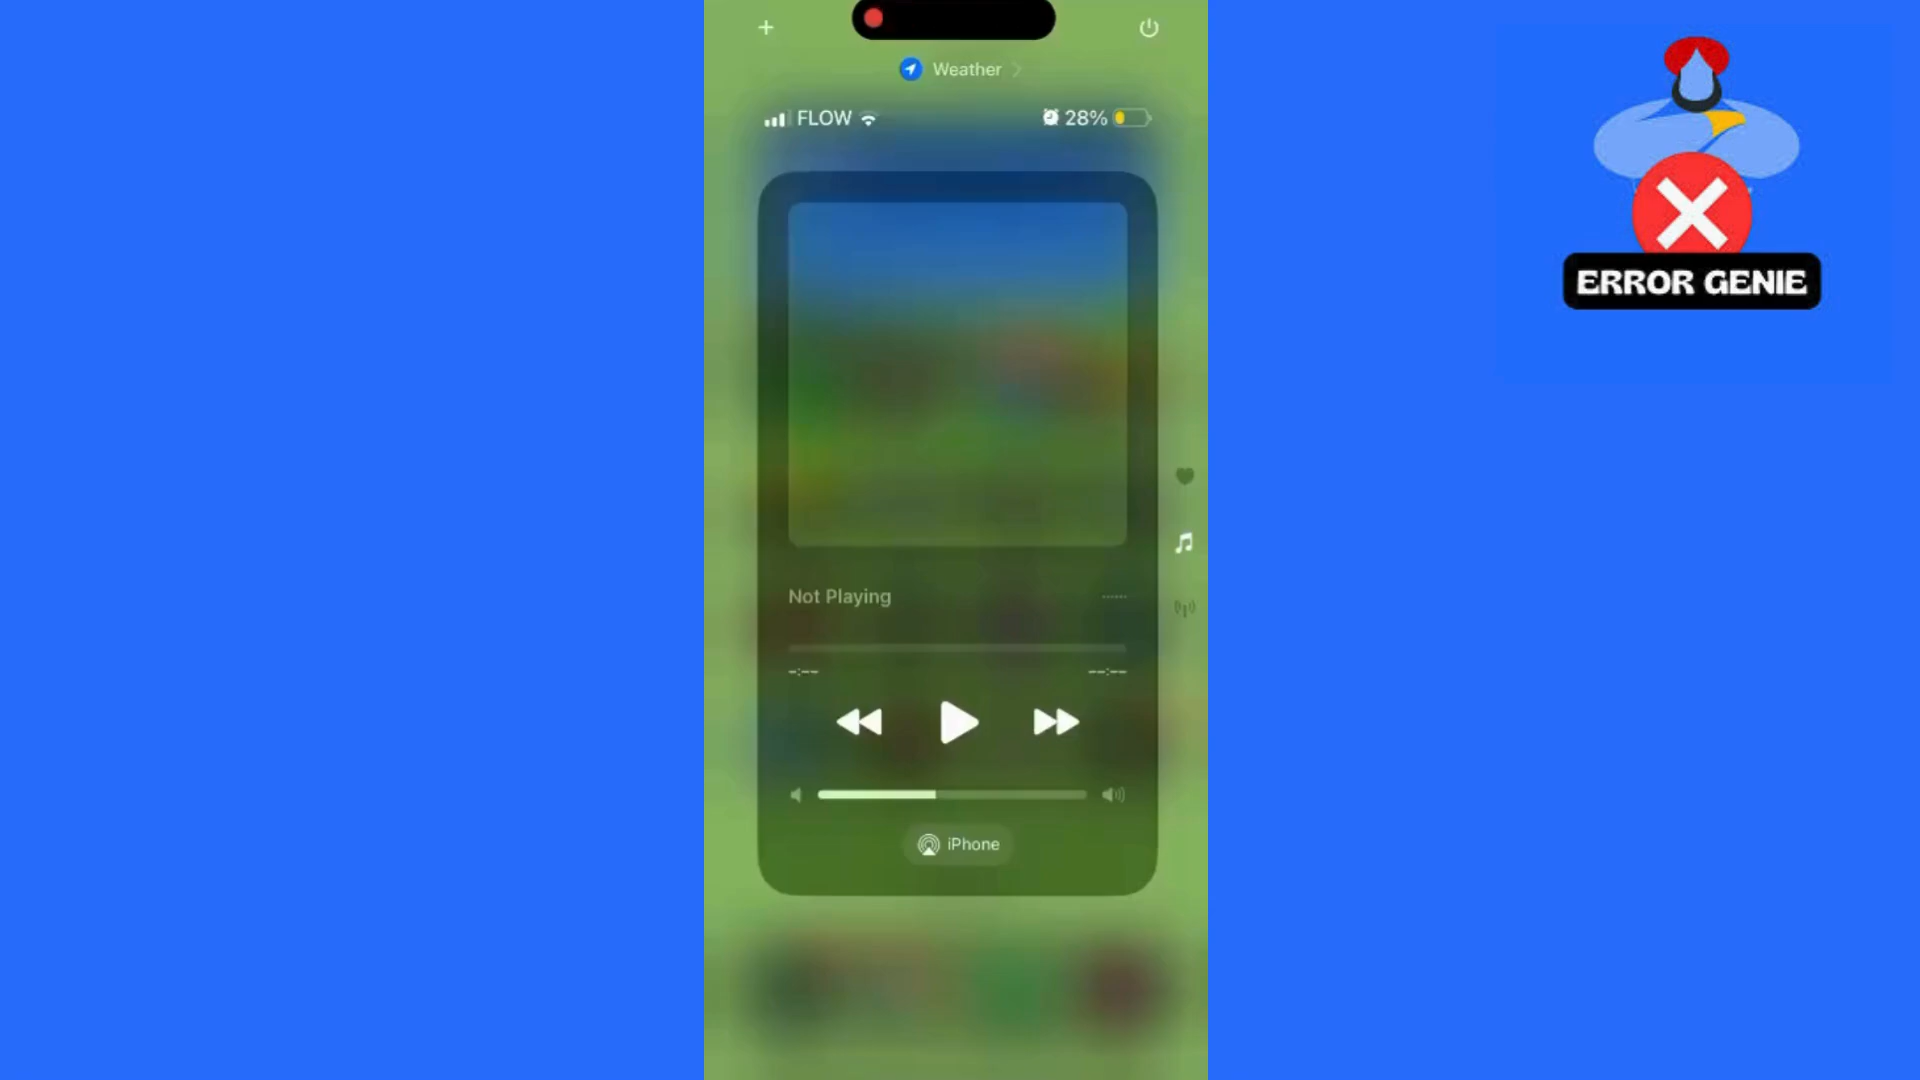 Weather
FLOW 28%
Not Playing
-:-- --:--
iPhone
ERROR GENIE